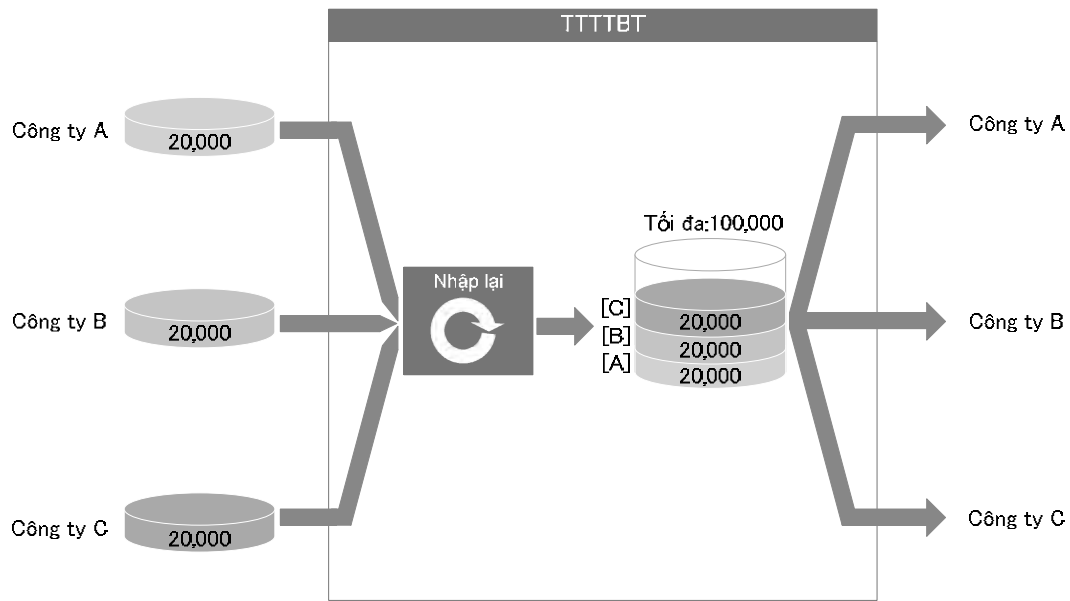 TTTTBT
Công ty A
20,000
Công ty A
Tối đa:100,000
Nhập lại
Công ty B
20,000
[C]
20,000
[B]
20,000
[A]
20,000
Công ty B
Công ty C
20,000
Công ty C